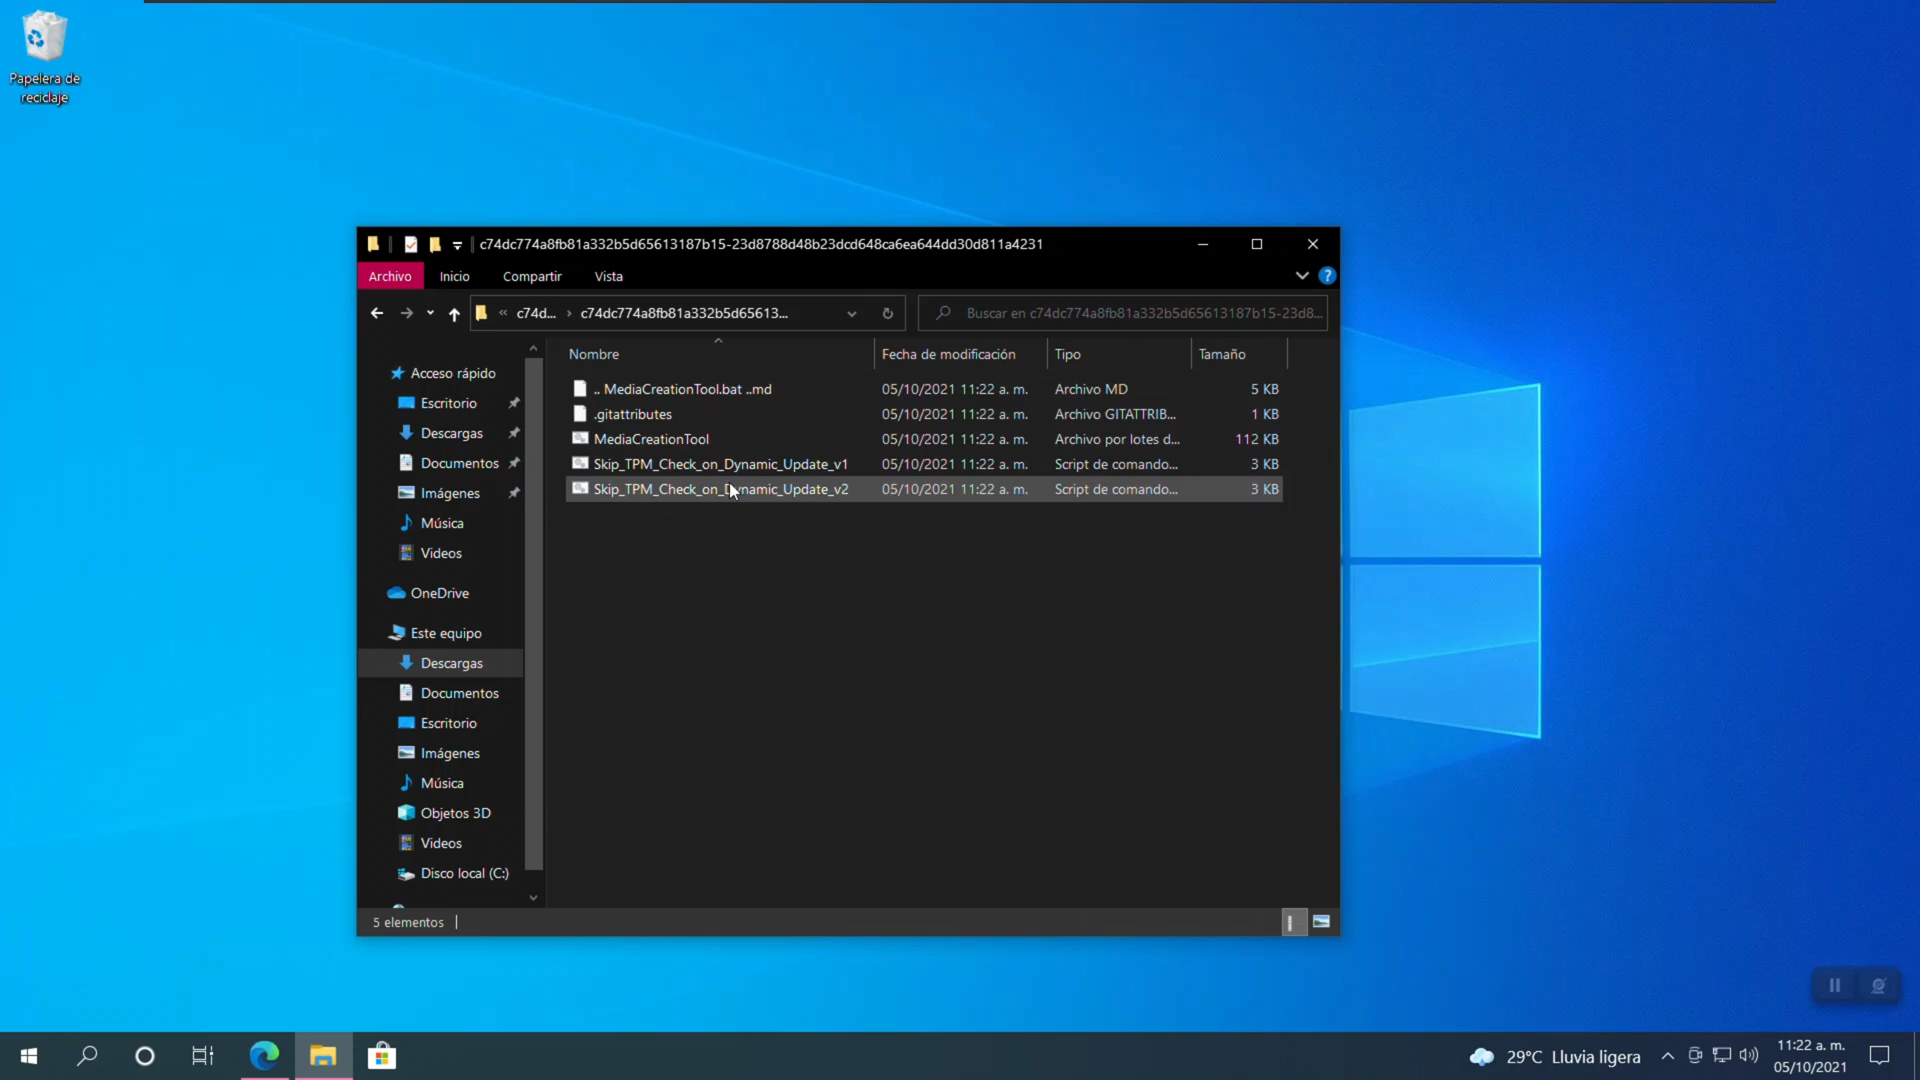 Papelera de
reciclaje
c74dc774a8fb81a332b5d65613187b15-23d8788d48b23dcd648ca6ea644dd30d811a4231
Archivo Inicio Compartir Vista
c74d... c74dc774a8fb81a332b5d65613... Buscar en c74dc774a8fb81a332b5d65613187b15-23d8...
Nombre Fecha de modificación Tipo Tamaño
.. MediaCreationTool.bat ..md 05/10/2021 11:22 a. m. Archivo MD 5 KB
.gitattributes 05/10/2021 11:22 a. m. Archivo GITATTRIB... 1 KB
MediaCreationTool 05/10/2021 11:22 a. m. Archivo por lotes d... 112 KB
Skip_TPM_Check_on_Dynamic_Update_v1 05/10/2021 11:22 a. m. Script de comando... 3 KB
Skip_TPM_Check_on_Dynamic_Update_v2 05/10/2021 11:22 a. m. Script de comando... 3 KB
Acceso rápido
Escritorio
Descargas
Documentos
Imágenes
Música
Videos
OneDrive
Este equipo
Descargas
Documentos
Escritorio
Imágenes
Música
Objetos 3D
Videos
Disco local (C:)
5 elementos
29°C Lluvia ligera
11:22 a. m.
05/10/2021